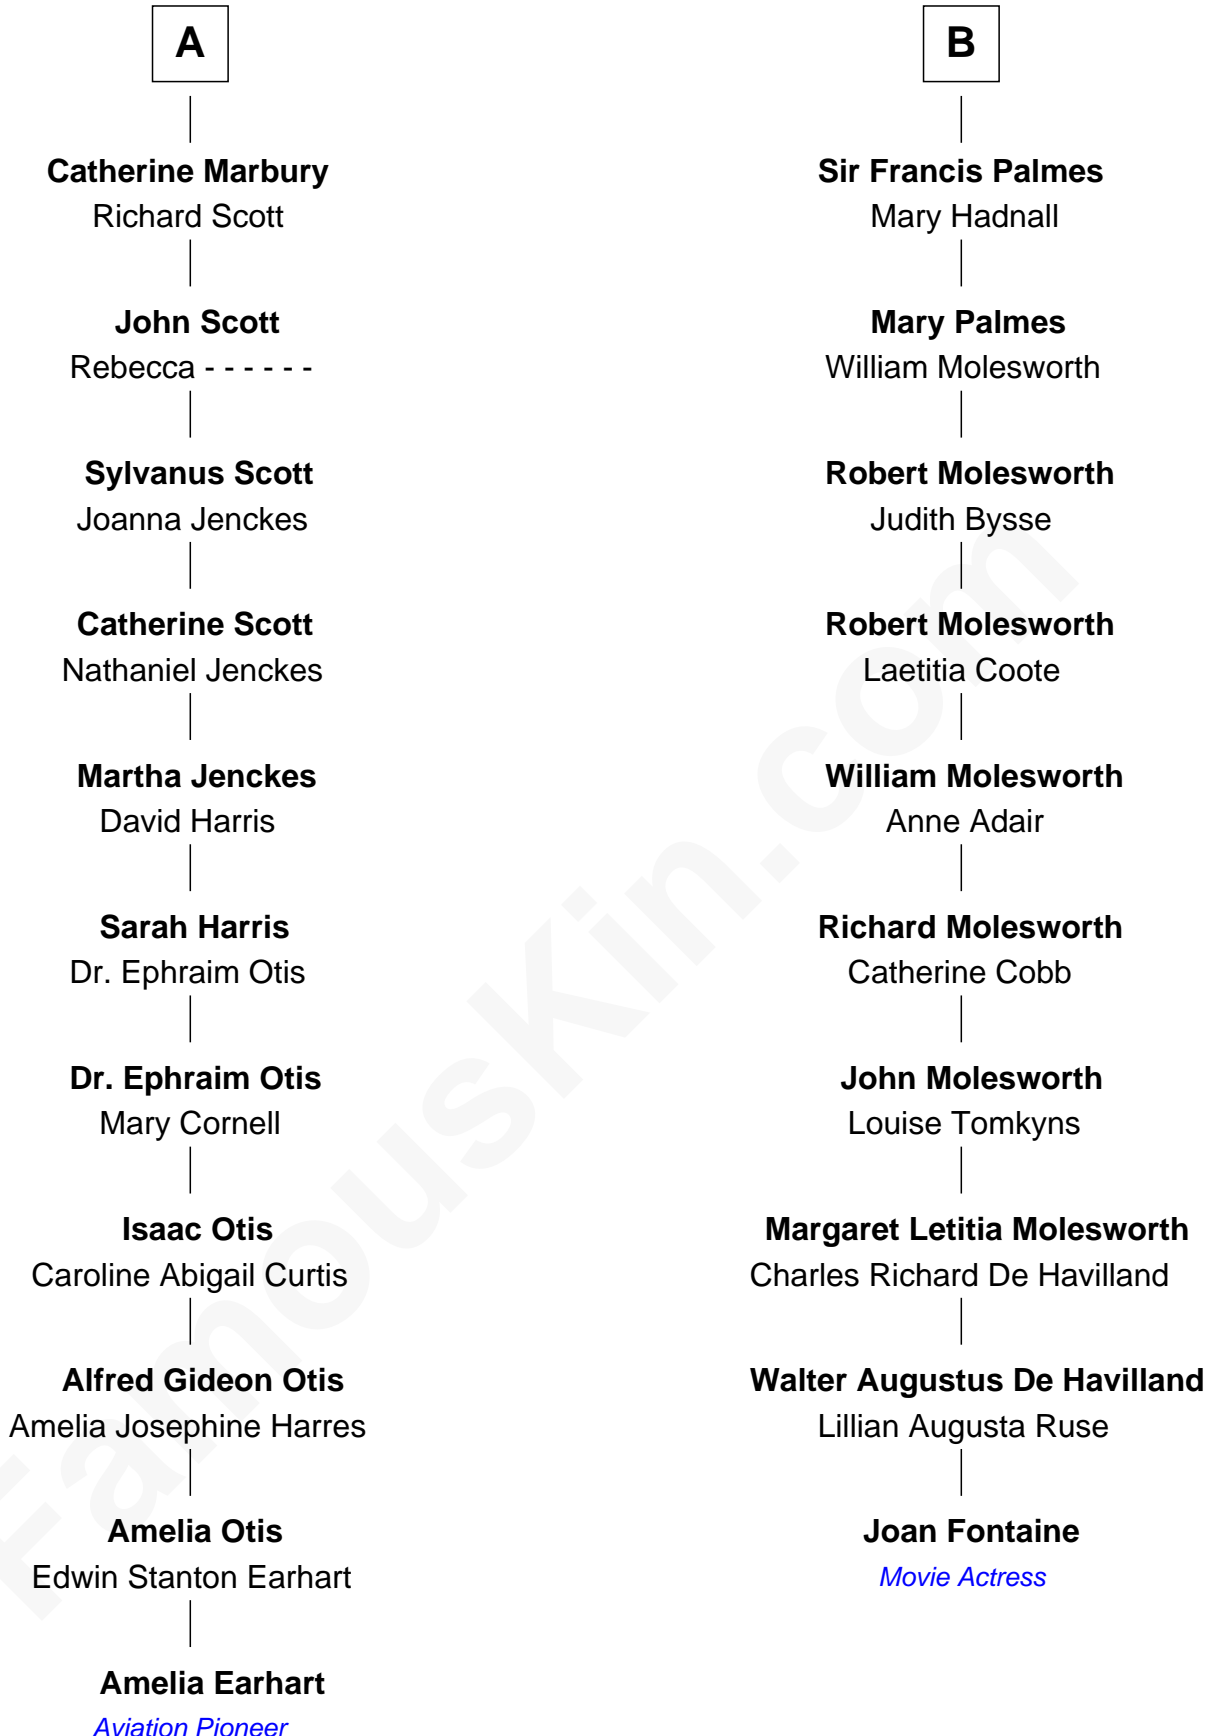 A
Catherine Marbury
Richard Scott
John Scott
Rebecca - - - - - -
Sylvanus Scott
Joanna Jenckes
Catherine Scott
Nathaniel Jenckes
Martha Jenckes
David Harris
Sarah Harris
Dr. Ephraim Otis
Dr. Ephraim Otis
Mary Cornell
Isaac Otis
Caroline Abigail Curtis
Alfred Gideon Otis
Amelia Josephine Harres
Amelia Otis
Edwin Stanton Earhart
Amelia Earhart
Aviation Pioneer
B
Sir Francis Palmes
Mary Hadnall
Mary Palmes
William Molesworth
Robert Molesworth
Judith Bysse
Robert Molesworth
Laetitia Coote
William Molesworth
Anne Adair
Richard Molesworth
Catherine Cobb
John Molesworth
Louise Tomkyns
Margaret Letitia Molesworth
Charles Richard De Havilland
Walter Augustus De Havilland
Lillian Augusta Ruse
Joan Fontaine
Movie Actress
FamousKin.com